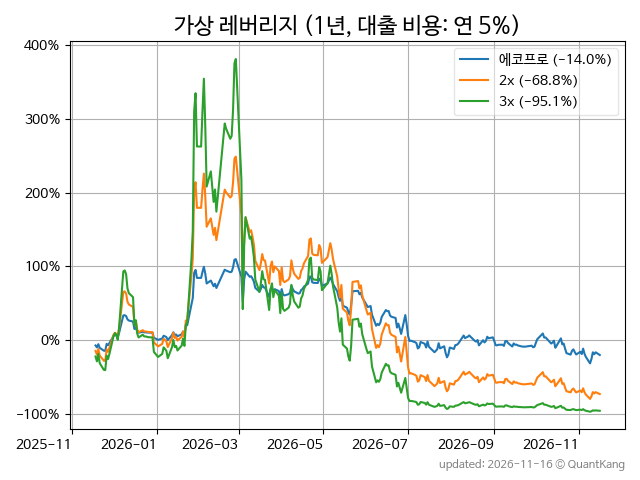 가상 레버리지 (1년, 대출 비용: 연 5%)
에코프로 (-14.0%)
2x (-68.8%)
3x (-95.1%)
400%
300%
200%
100%
0%
-100%
2025-11 2026-01 2026-03 2026-05 2026-07 2026-09 2026-11
updated: 2026-11-16 © QuantKang